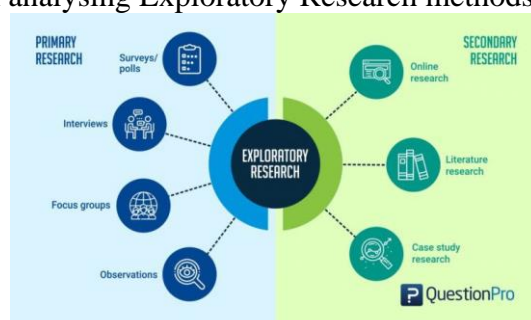 analysing Exploratory Research methods
PRIMARY
RESEARCH
Surveys/
polls
Interviews
Focus groups
Observations
EXPLORATORY
RESEARCH
SECONDARY
RESEARCH
Online
research
Literature
research
Case study
research
QuestionPro